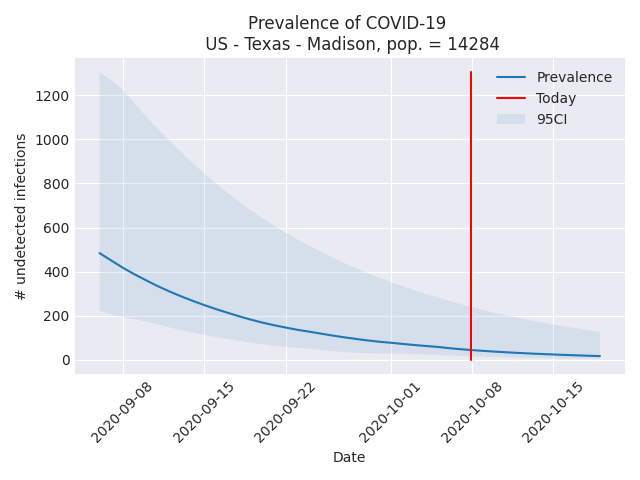 Prevalence of COVID-19
US - Texas - Madison, pop. = 14284
Prevalence
Today
95CI
# undetected infections
1200
1000
800
600
400
200
0
2020-09-08
2020-09-15
2020-09-22
2020-10-01
2020-10-08
2020-10-15
Date